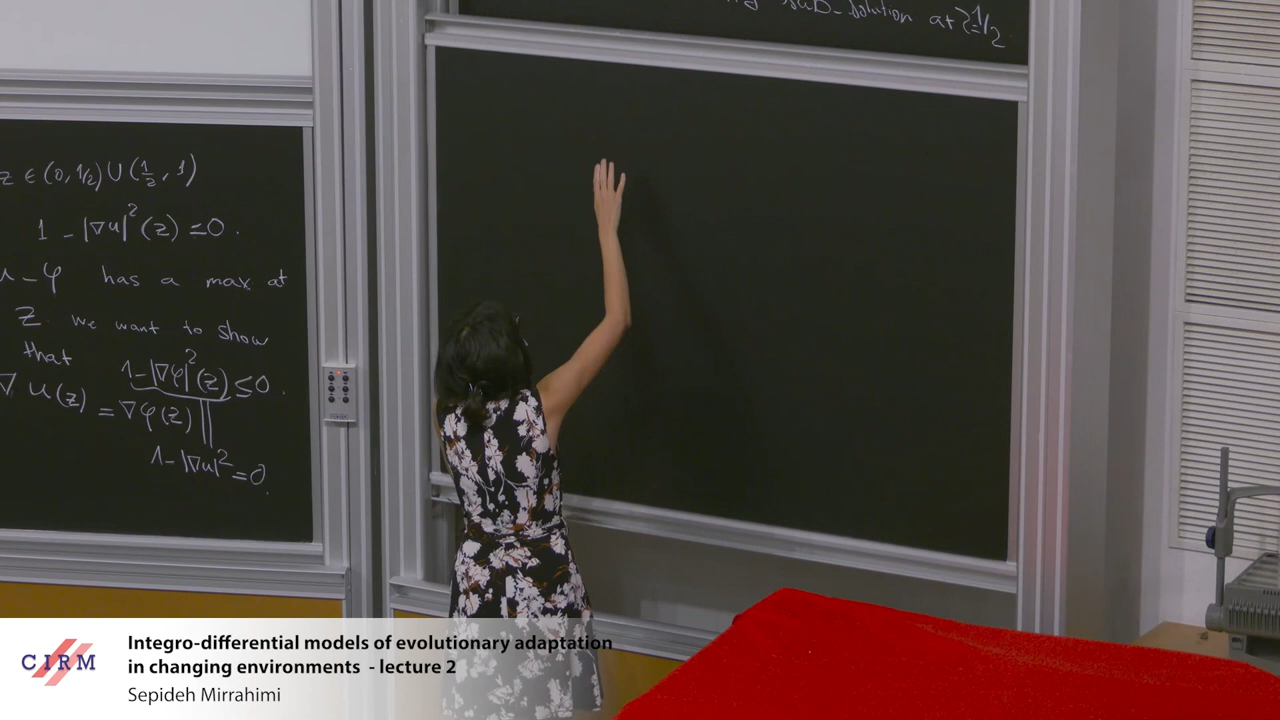 sub-solution at z=1/2
z ∈ (0, 1/2) ∪ (1/2, 1)
1 - |∇u|²(z) ≤ 0.
u - φ has a max at
z. we want to show
that 1 - |∇φ|²(z) ≤ 0.
∇u(z) = ∇φ(z) ||
1 - |∇u|² = 0.
CIRM
Integro-differential models of evolutionary adaptation
in changing environments - lecture 2
Sepideh Mirrahimi